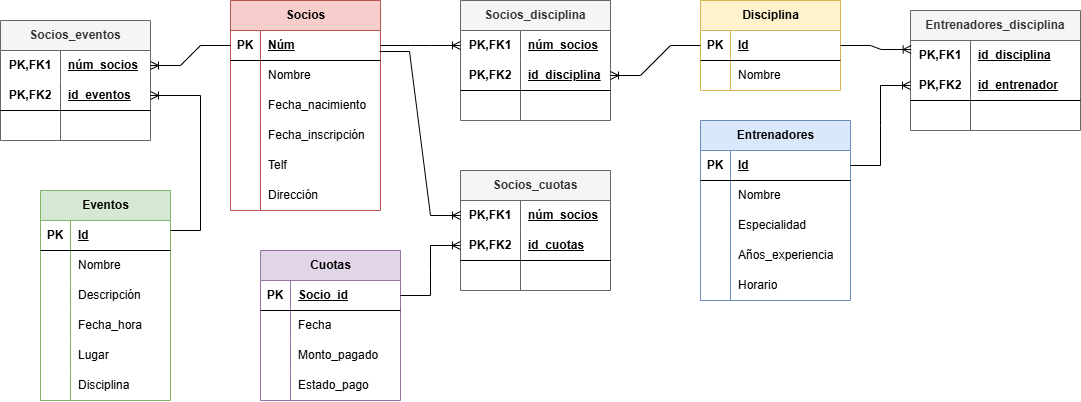 Socios_eventos
PK,FK1 núm_socios
PK,FK2 id_eventos
Socios
PK Núm
Nombre
Fecha_nacimiento
Fecha_inscripción
Telf
Dirección
Socios_disciplina
PK,FK1 núm_socios
PK,FK2 id_disciplina
Disciplina
PK Id
Nombre
Entrenadores_disciplina
PK,FK1 id_disciplina
PK,FK2 id_entrenador
Entrenadores
PK Id
Nombre
Especialidad
Años_experiencia
Horario
Socios_cuotas
PK,FK1 núm_socios
PK,FK2 id_cuotas
Eventos
PK Id
Nombre
Descripción
Fecha_hora
Lugar
Disciplina
Cuotas
PK Socio_id
Fecha
Monto_pagado
Estado_pago